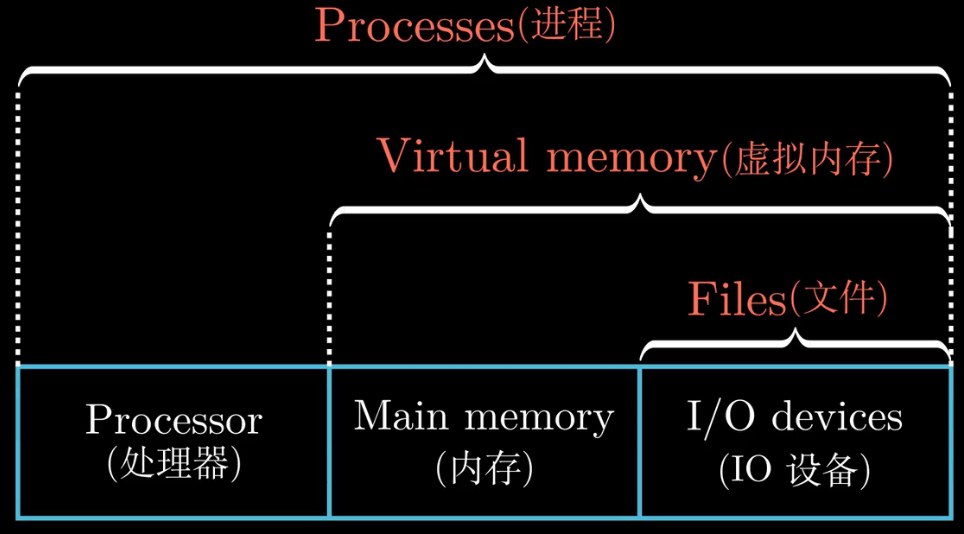 Processes(进程)
Virtual memory(虚拟内存)
Files(文件)
Processor
(处理器)
Main memory
(内存)
I/O devices
(IO 设备)